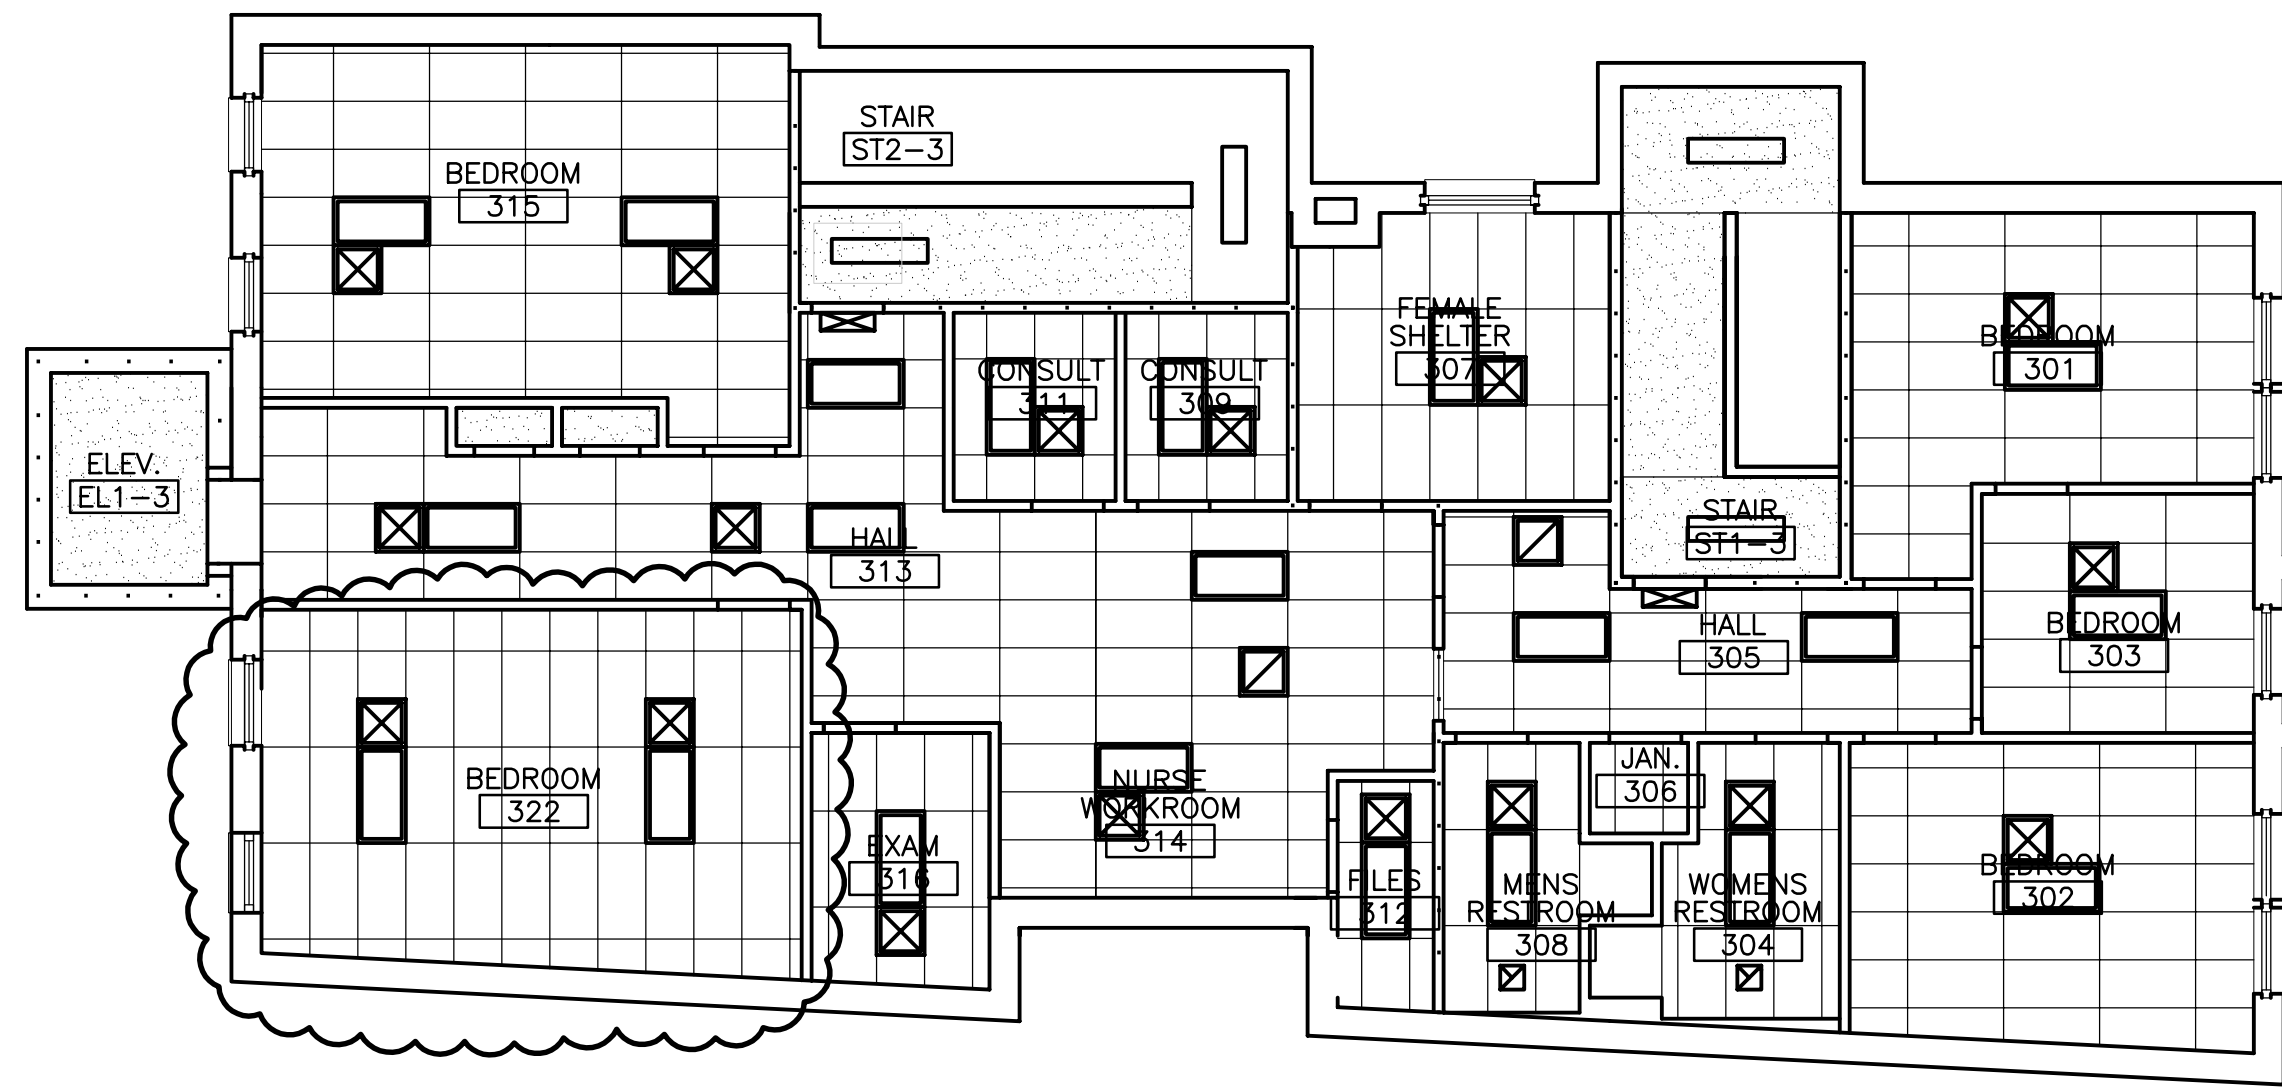 STAIR
ST2-3
BEDROOM
315
FEMALE
SHELTER
307
BEDROOM
301
CONSULT
311
CONSULT
309
ELEV.
EL1-3
STAIR
ST1-3
HALL
313
HALL
305
BEDROOM
303
BEDROOM
322
NURSE
WORKROOM
314
JAN.
306
EXAM
316
FILES
312
MENS
RESTROOM
308
WOMENS
RESTROOM
304
BEDROOM
302